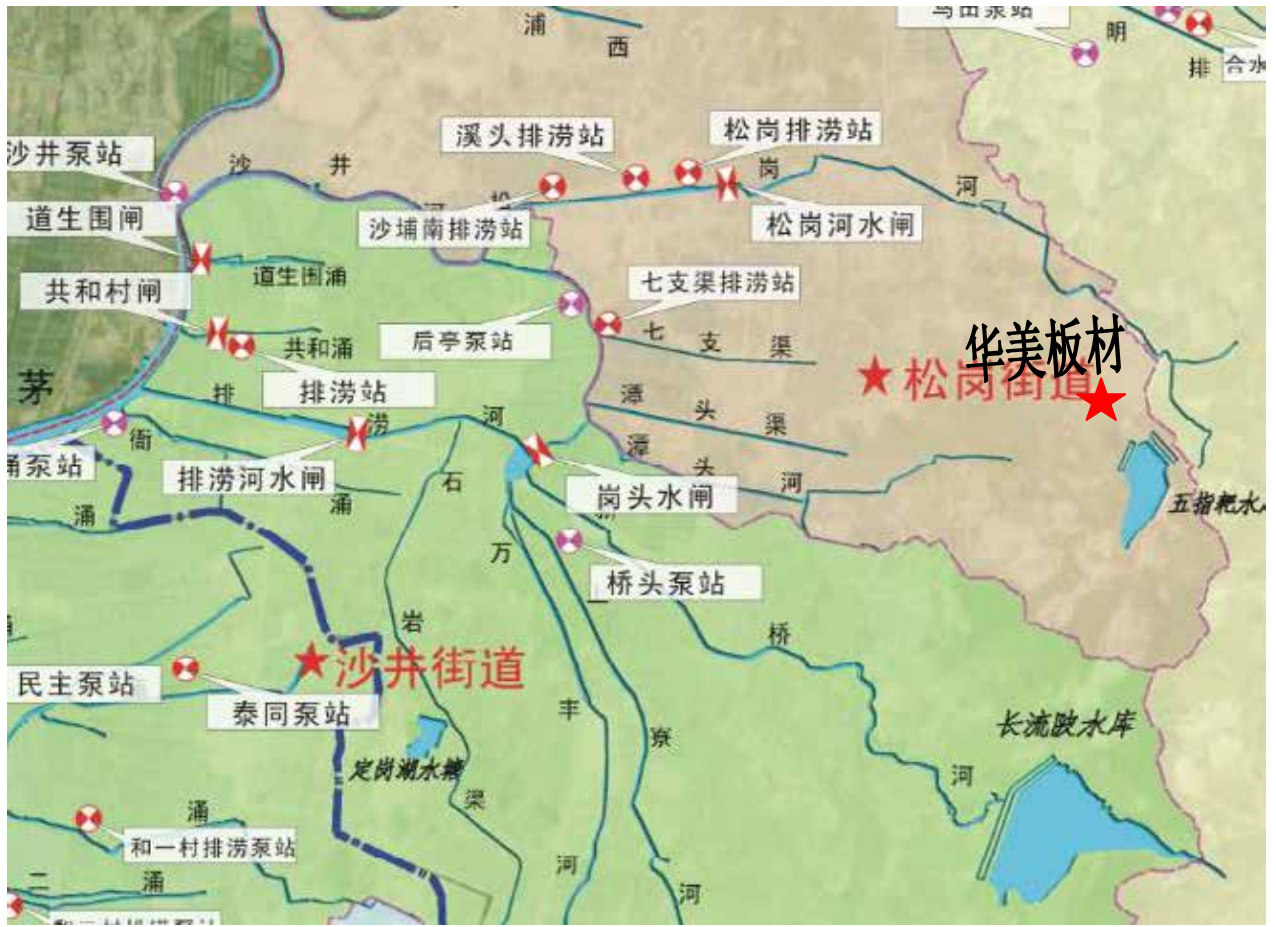 浦
西
明
排
合水
沙井泵站
沙
井
河
溪头排涝站
松岗排涝站
松
岗
河
道生围闸
沙埔南排涝站
松岗河水闸
道生围涌
共和村闸
七支渠排涝站
共和涌
后亭泵站
七
支
渠
华美板材
松岗街道
茅
排涝站
排
涝
河
潭
头
渠
衙
涌
涌泵站
排涝河水闸
石
岗头水闸
潭
头
河
五指耙水
涌
万
桥头泵站
岩
桥
沙井街道
民主泵站
泰同泵站
丰
寮
长流陂水库
定岗湖水塘
渠
河
涌
和一村排涝泵站
河
河
二
涌